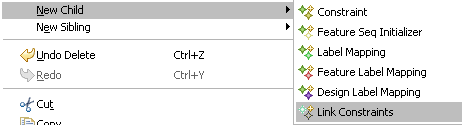 New Child
New Sibling
Undo Delete Ctrl+Z
Redo Ctrl+Y
Cut
Copy
Constraint
Feature Seq Initializer
Label Mapping
Feature Label Mapping
Design Label Mapping
Link Constraints